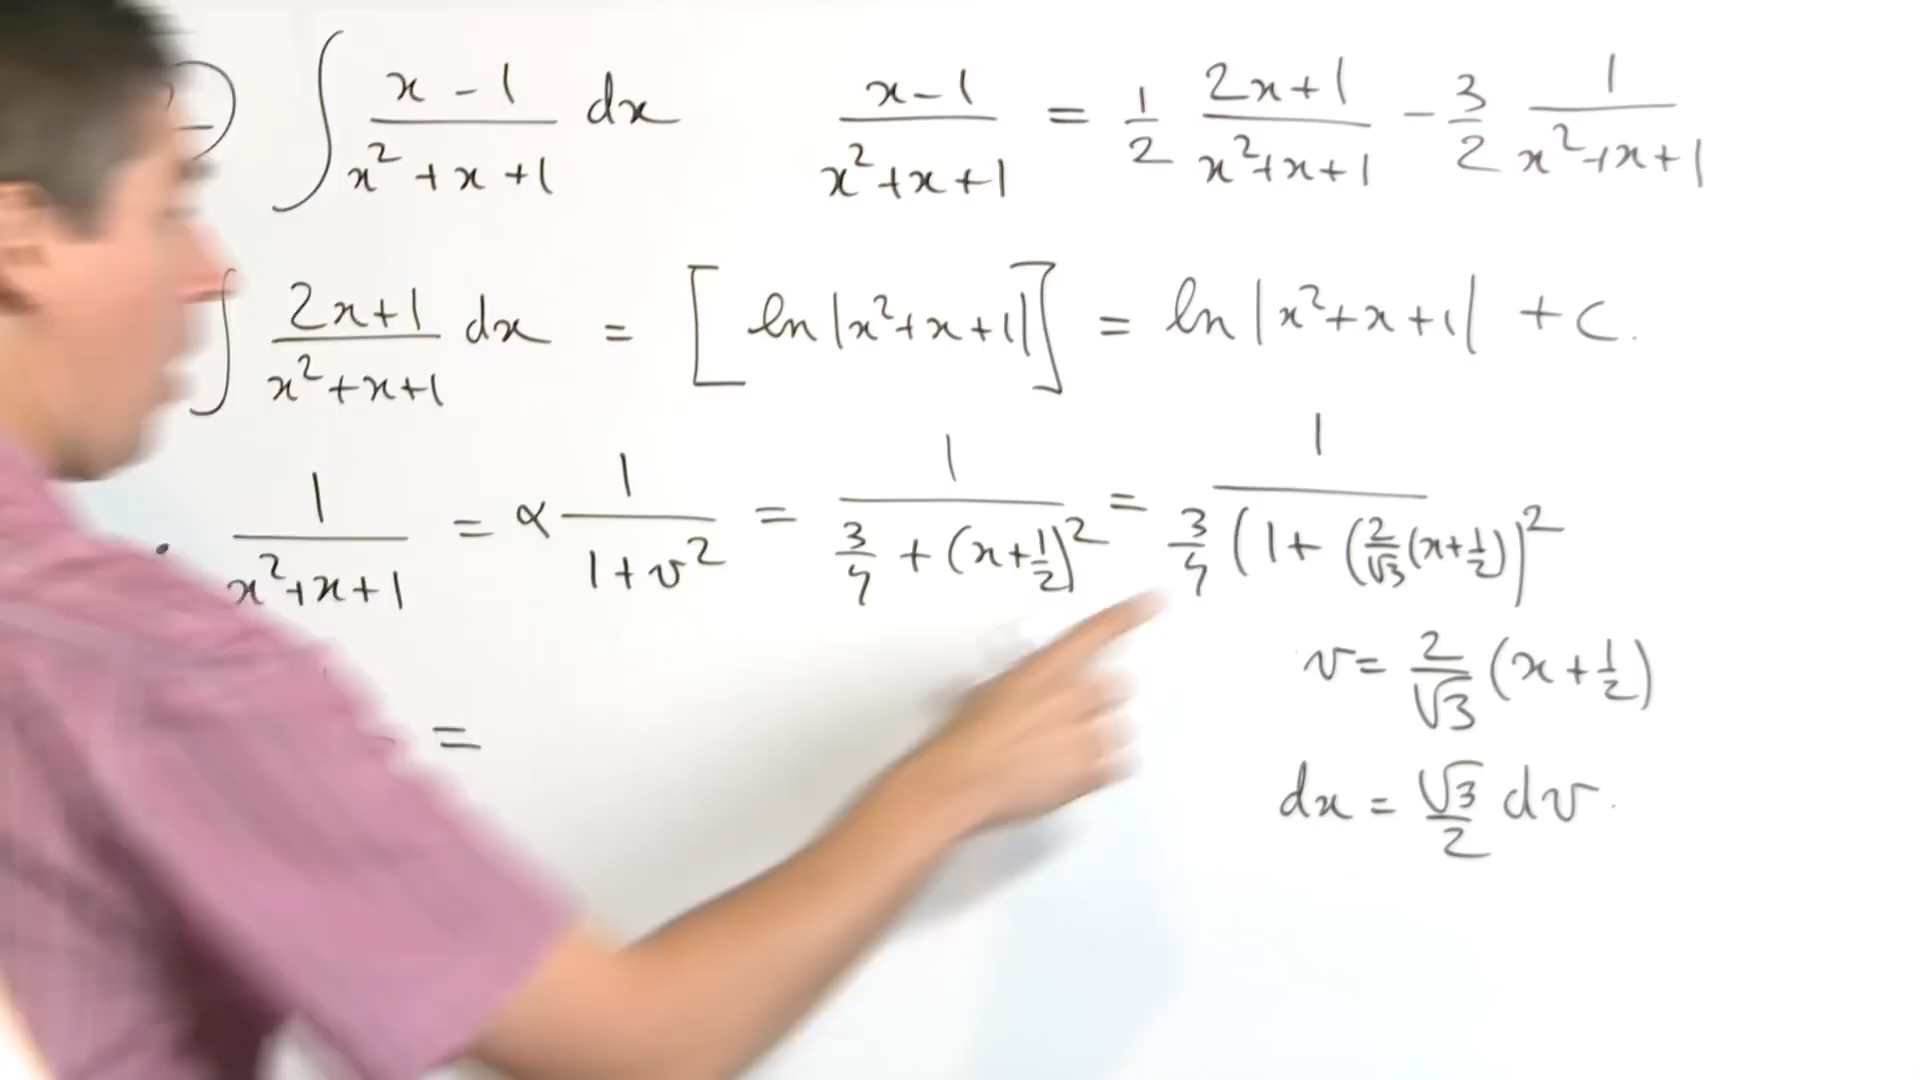 ∫ (x - 1)/(x² + x + 1) dx    (x - 1)/(x² + x + 1) = 1/2 (2x + 1)/(x² + x + 1) - 3/2 1/(x² + x + 1)
∫ (2x + 1)/(x² + x + 1) dx = [ln |x² + x + 1|] = ln |x² + x + 1| + c.
1/(x² + x + 1) = α 1/(1 + v²) = 1/(3/4 + (x + 1/2)²) = 1/(3/4 (1 + (2/√3 (x + 1/2))²
v = 2/√3 (x + 1/2)
=
dx = √3/2 dv.